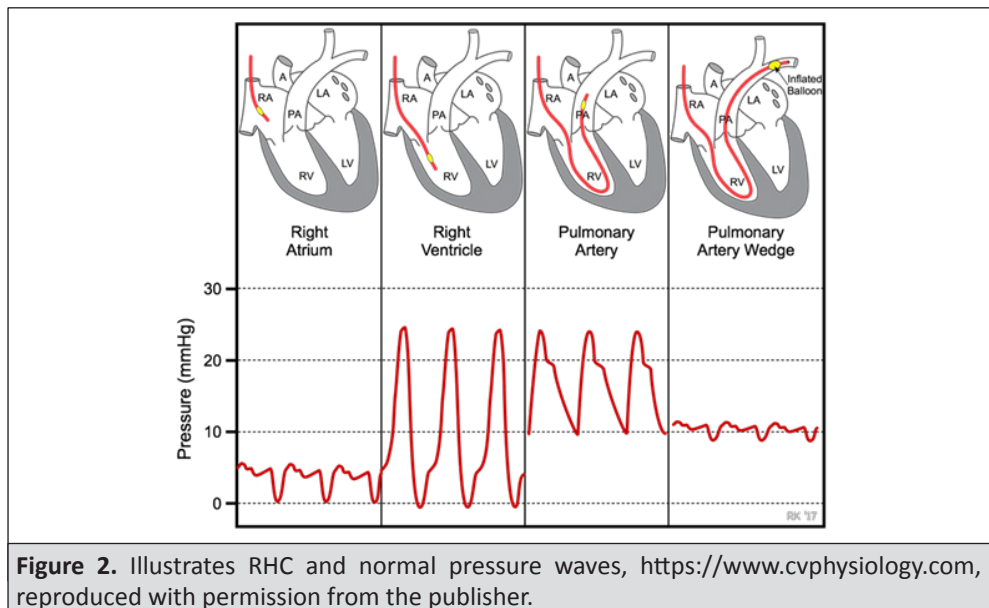 A
RA
LA
PA
LV
RV
A
RA
LA
PA
LV
RV
A
RA
LA
PA
LV
RV
A
RA
LA
PA
LV
RV
Inflated
Balloon
Right
Atrium
Right
Ventricle
Pulmonary
Artery
Pulmonary
Artery Wedge
Pressure (mmHg)
30
20
10
0
RK '17
Figure 2. Illustrates RHC and normal pressure waves, https://www.cvphysiology.com,
reproduced with permission from the publisher.